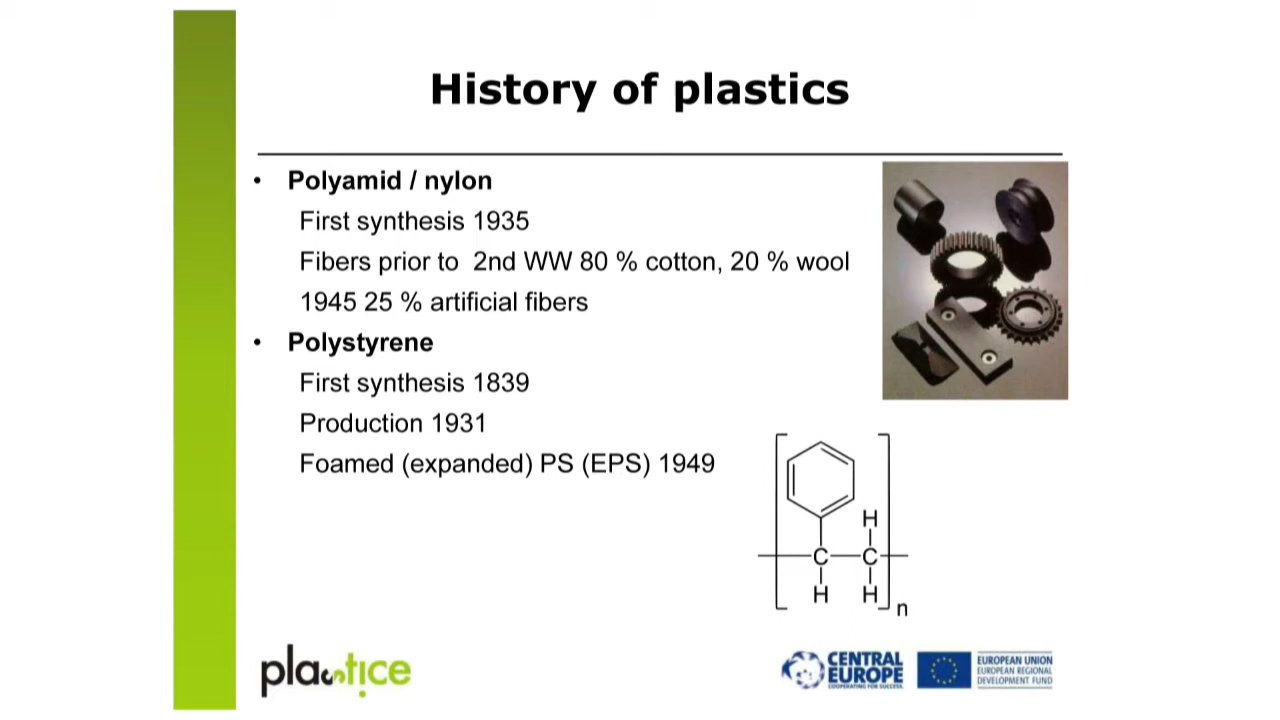 History of plastics
• Polyamid / nylon
First synthesis 1935
Fibers prior to 2nd WW 80 % cotton, 20 % wool
1945 25 % artificial fibers
• Polystyrene
First synthesis 1839
Production 1931
Foamed (expanded) PS (EPS) 1949
H
C C
H H
n
plastice
CENTRAL
EUROPE
COOPERATING FOR SUCCESS.
EUROPEAN UNION
EUROPEAN REGIONAL
DEVELOPMENT FUND